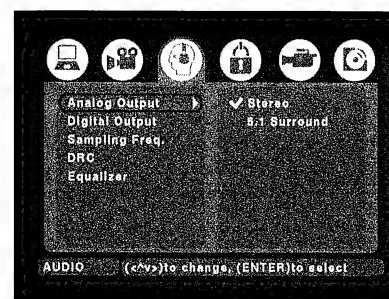 Analog Output
Digital Output
Sampling Freq.
DRC
Equalizer
Stereo
5.1 Surround
AUDIO (<^v>)to change, (ENTER)to select